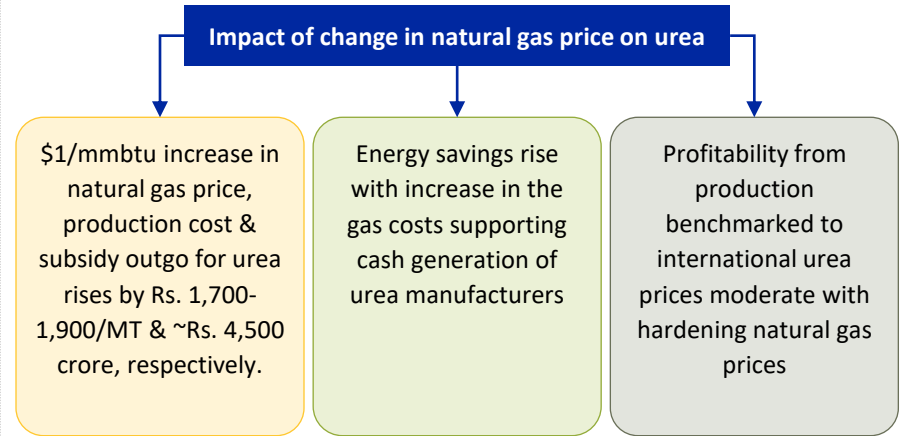 Impact of change in natural gas price on urea
$1/mmbtu increase in
natural gas price,
production cost &
subsidy outgo for urea
rises by Rs. 1,700-
1,900/MT & ~Rs. 4,500
crore, respectively.
Energy savings rise
with increase in the
gas costs supporting
cash generation of
urea manufacturers
Profitability from
production
benchmarked to
international urea
prices moderate with
hardening natural gas
prices